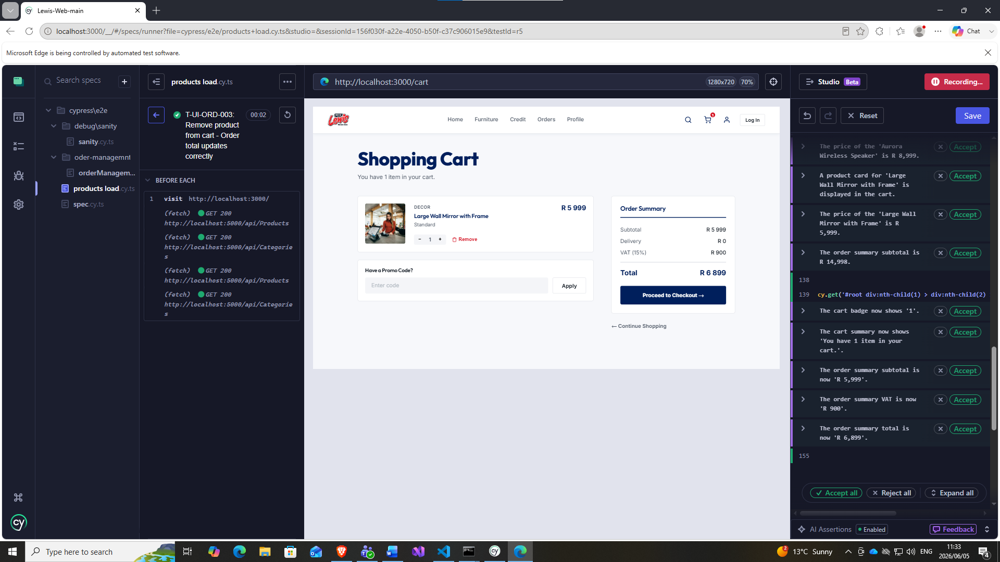 Lewis-Web-main
localhost:3000/__/#/specs/runner?file=cypress/e2e/products+load.cy.ts&studio=&sessionId=156f030f-a22e-4050-b50f-c37c906015e9&testId=r5
Chat
Microsoft Edge is being controlled by automated test software.
Search specs
cypress\e2e
debug\sanity
sanity.cy.ts
oder-managemnt
orderManagem...
products load.cy.ts
spec.cy.ts
products load.cy.ts
T-UI-ORD-003:
Remove product
from cart - Order
total updates
correctly
00:02
BEFORE EACH
1 visit http://localhost:3000/
(fetch) GET 200
http://localhost:5000/api/Products
(fetch) GET 200
http://localhost:5000/api/Categorie
s
(fetch) GET 200
http://localhost:5000/api/Products
(fetch) GET 200
http://localhost:5000/api/Categorie
s
http://localhost:3000/cart
1280x720 70%
Lewis
Home Furniture Credit Orders Profile
1
Log In
Shopping Cart
You have 1 item in your cart.
DECOR
Large Wall Mirror with Frame
Standard
R 5 999
- 1 + Remove
Have a Promo Code?
Enter code
Apply
Order Summary
Subtotal R 5 999
Delivery R 0
VAT (15%) R 900
Total R 6 899
Proceed to Checkout →
← Continue Shopping
Studio Beta
Recording...
Reset
Save
The price of the 'Aurora
Wireless Speaker' is R 8,999.
Accept
A product card for 'Large
Wall Mirror with Frame' is
displayed in the cart.
Accept
The price of the 'Large Wall
Mirror with Frame' is R
5,999.
Accept
The order summary subtotal is
R 14,998.
Accept
138
139 cy.get('#root div:nth-child(1) > div:nth-child(2)
The cart badge now shows '1'.
Accept
The cart summary now shows
'You have 1 item in your
cart.'.
Accept
The order summary subtotal is
now 'R 5,999'.
Accept
The order summary VAT is now
'R 900'.
Accept
The order summary total is
now 'R 6,899'.
Accept
155
Accept all Reject all Expand all
AI Assertions Enabled
Feedback
cy
Type here to search
2
13°C Sunny
ENG
11:33
2026/06/05
4